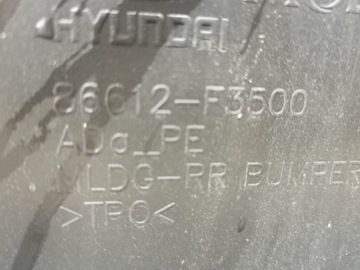 HYUNDAI
86612-F3500
ADa_PE
MLDG-RR BUMPER
>TPO<